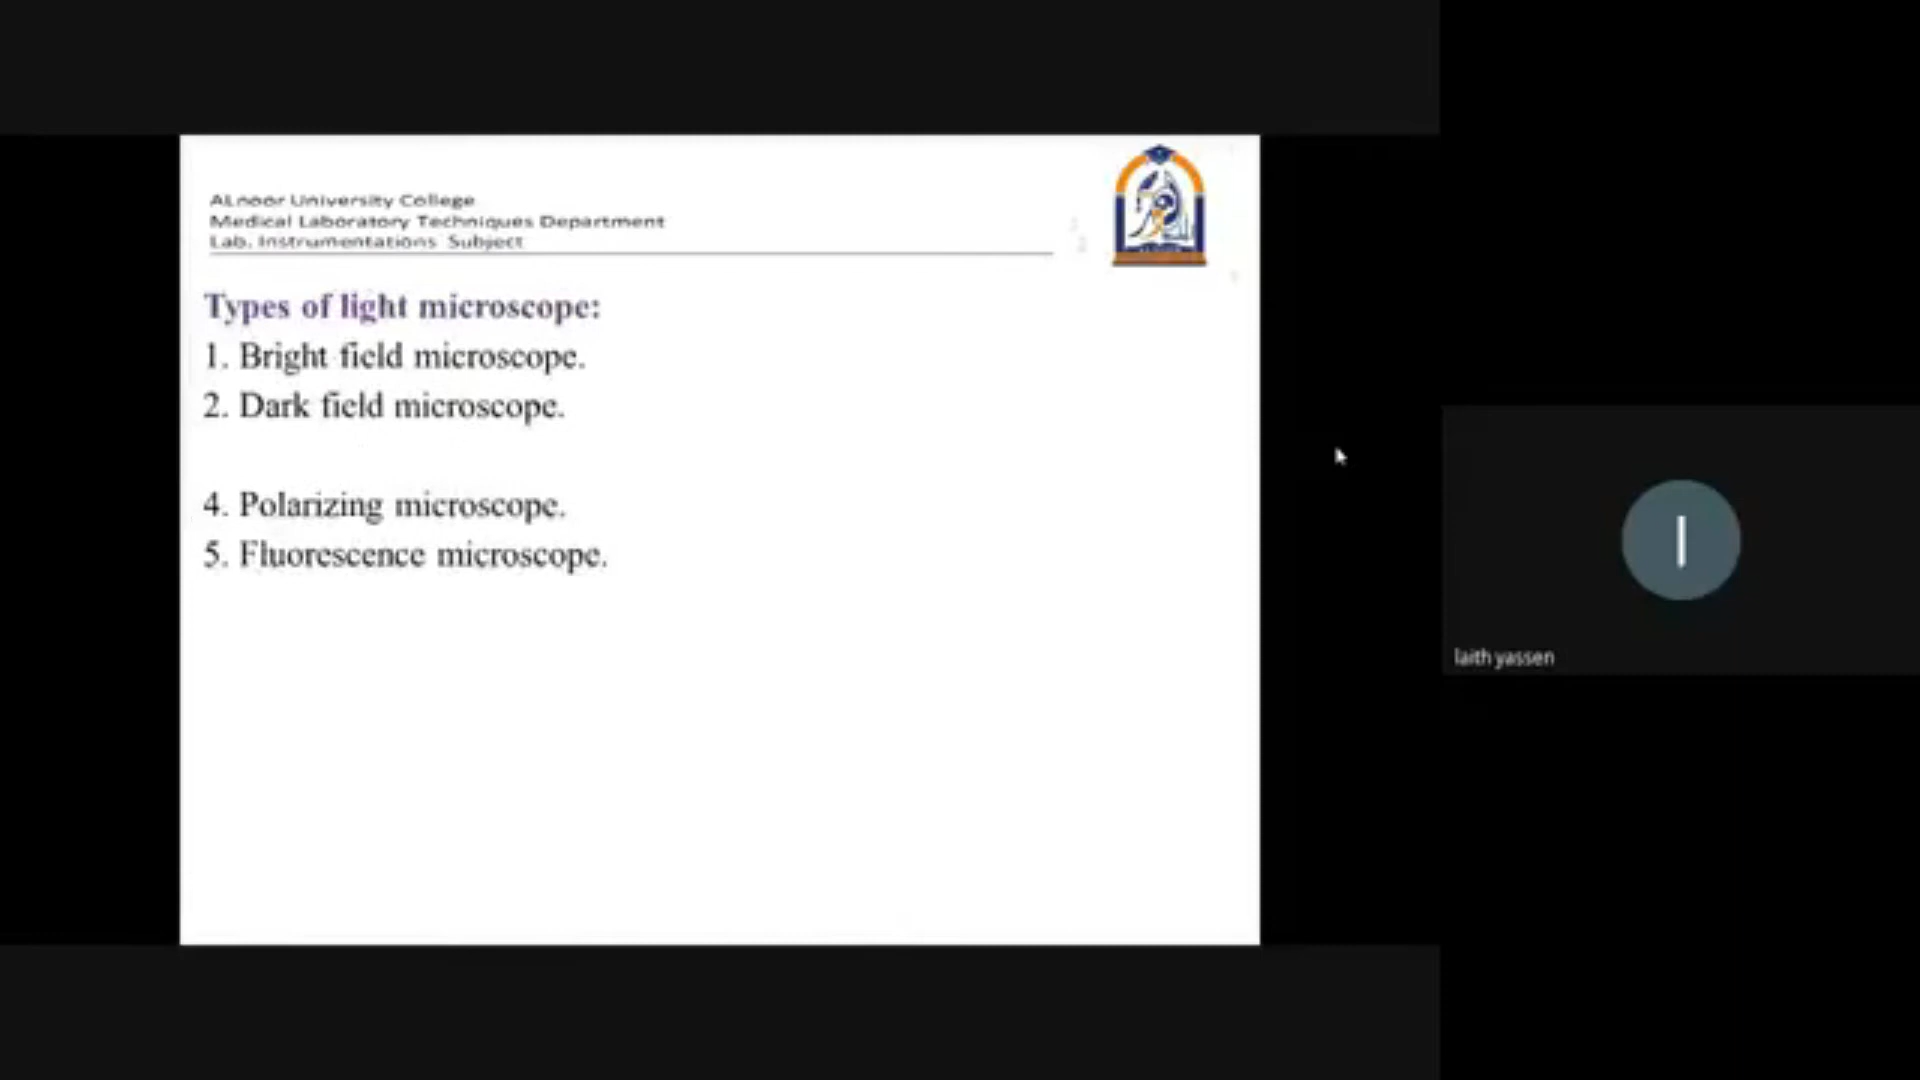 ALnoor University College
Medical Laboratory Techniques Department
Lab. Instrumentations Subject
Types of light microscope:
1. Bright field microscope.
2. Dark field microscope.
4. Polarizing microscope.
5. Fluorescence microscope.
l
laith yassen